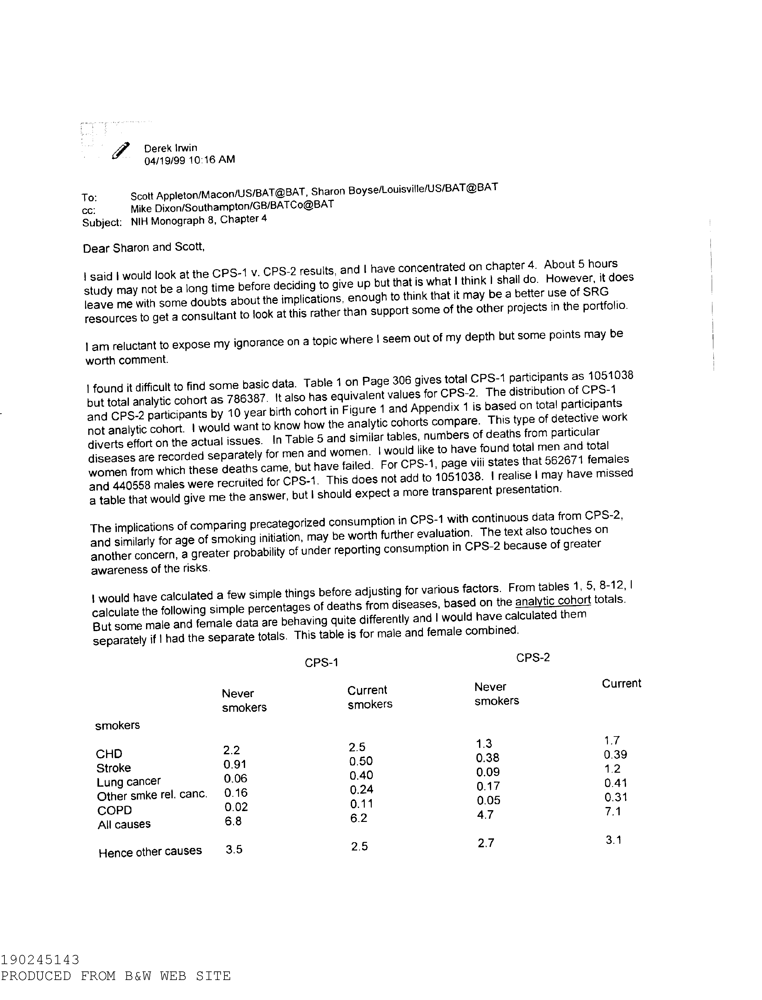 Derek Irwin
04/19/99 10:16 AM
To: Scott Appleton/Macon/US/BAT@BAT, Sharon Boyse/Louisville/US/BAT@BAT
cc: Mike Dixon/Southampton/GB/BATCo@BAT
Subject: NIH Monograph 8, Chapter 4
Dear Sharon and Scott,
I said I would look at the CPS-1 v. CPS-2 results, and I have concentrated on chapter 4. About 5 hours
study may not be a long time before deciding to give up but that is what I think I shall do. However, it does
leave me with some doubts about the implications, enough to think that it may be a better use of SRG
resources to get a consultant to look at this rather than support some of the other projects in the portfolio.
I am reluctant to expose my ignorance on a topic where I seem out of my depth but some points may be
worth comment.
I found it difficult to find some basic data. Table 1 on Page 306 gives total CPS-1 participants as 1051038
but total analytic cohort as 786387. It also has equivalent values for CPS-2. The distribution of CPS-1
and CPS-2 participants by 10 year birth cohort in Figure 1 and Appendix 1 is based on total participants
not analytic cohort. I would want to know how the analytic cohorts compare. This type of detective work
diverts effort on the actual issues. In Table 5 and similar tables, numbers of deaths from particular
diseases are recorded separately for men and women. I would like to have found total men and total
women from which these deaths came, but have failed. For CPS-1, page viii states that 562671 females
and 440558 males were recruited for CPS-1. This does not add to 1051038. I realise I may have missed
a table that would give me the answer, but I should expect a more transparent presentation.
The implications of comparing precategorized consumption in CPS-1 with continuous data from CPS-2,
and similarly for age of smoking initiation, may be worth further evaluation. The text also touches on
another concern, a greater probability of under reporting consumption in CPS-2 because of greater
awareness of the risks.
I would have calculated a few simple things before adjusting for various factors. From tables 1, 5, 8-12, I
calculate the following simple percentages of deaths from diseases, based on the analytic cohort totals.
But some male and female data are behaving quite differently and I would have calculated them
separately if I had the separate totals. This table is for male and female combined.
CPS-1 CPS-2
Never Current Never Current
smokers smokers smokers
smokers
CHD 2.2 2.5 1.3 1.7
Stroke 0.91 0.50 0.38 0.39
Lung cancer 0.06 0.40 0.09 1.2
Other smke rel. canc. 0.16 0.24 0.17 0.41
COPD 0.02 0.11 0.05 0.31
All causes 6.8 6.2 4.7 7.1
Hence other causes 3.5 2.5 2.7 3.1
190245143
PRODUCED FROM B&W WEB SITE